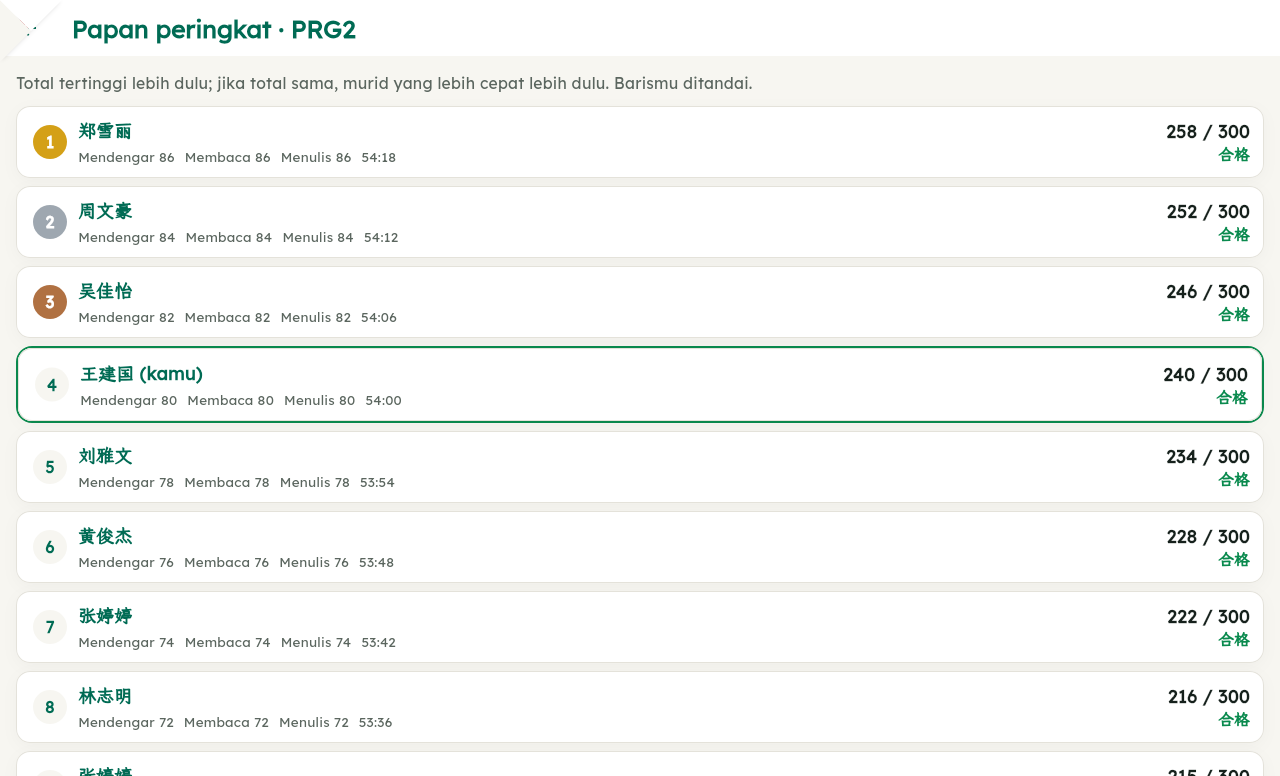 Papan peringkat · PRG2
Total tertinggi lebih dulu; jika total sama, murid yang lebih cepat lebih dulu. Barismu ditandai.
1 郑雪丽 258 / 300
Mendengar 86 Membaca 86 Menulis 86 54:18 合格
2 周文豪 252 / 300
Mendengar 84 Membaca 84 Menulis 84 54:12 合格
3 吴佳怡 246 / 300
Mendengar 82 Membaca 82 Menulis 82 54:06 合格
4 王建国 (kamu) 240 / 300
Mendengar 80 Membaca 80 Menulis 80 54:00 合格
5 刘雅文 234 / 300
Mendengar 78 Membaca 78 Menulis 78 53:54 合格
6 黄俊杰 228 / 300
Mendengar 76 Membaca 76 Menulis 76 53:48 合格
7 张婷婷 222 / 300
Mendengar 74 Membaca 74 Menulis 74 53:42 合格
8 林志明 216 / 300
Mendengar 72 Membaca 72 Menulis 72 53:36 合格
张婷婷 215 / 300